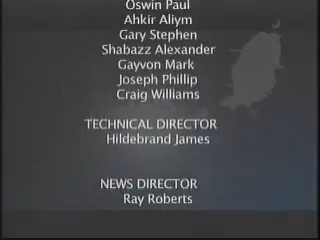 Oswin Paul
Ahkir Aliym
Gary Stephen
Shabazz Alexander
Gayvon Mark
Joseph Phillip
Craig Williams
TECHNICAL DIRECTOR
Hildebrand James
NEWS DIRECTOR
Ray Roberts